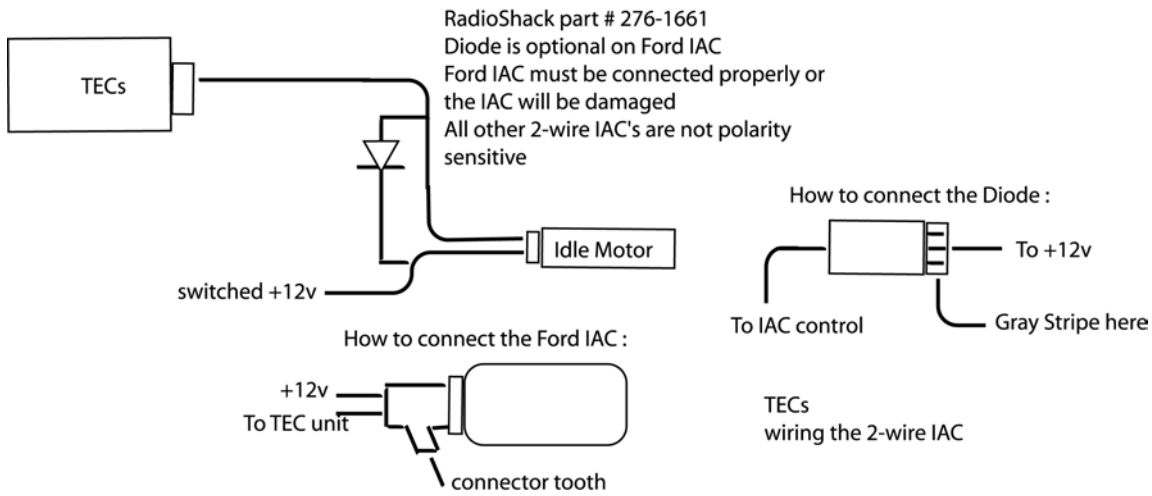 RadioShack part # 276-1661
Diode is optional on Ford IAC
Ford IAC must be connected properly or
the IAC will be damaged
All other 2-wire IAC's are not polarity
sensitive
TECs
How to connect the Diode :
Idle Motor
To +12v
switched +12v
To IAC control
Gray Stripe here
How to connect the Ford IAC :
+12v
To TEC unit
connector tooth
TECs
wiring the 2-wire IAC